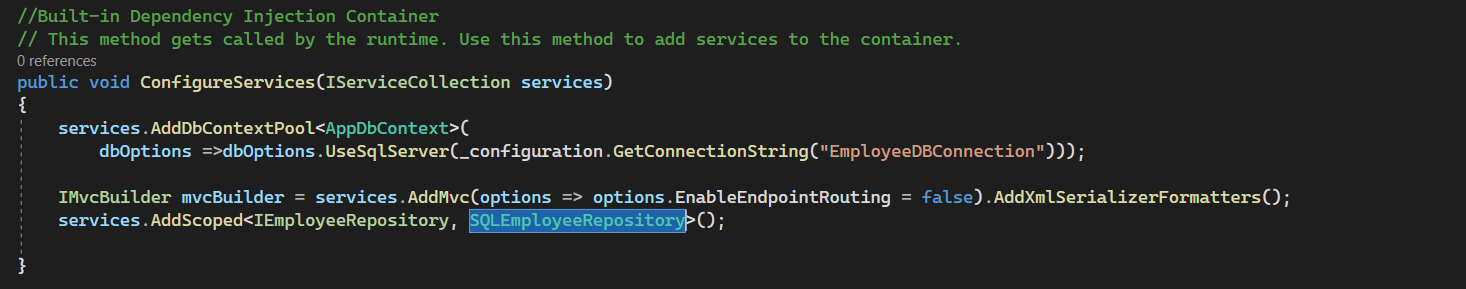 //Built-in Dependency Injection Container
// This method gets called by the runtime. Use this method to add services to the container.
0 references
public void ConfigureServices(IServiceCollection services)
{
services.AddDbContextPool<AppDbContext>(
dbOptions =>dbOptions.UseSqlServer(_configuration.GetConnectionString("EmployeeDBConnection")));
IMvcBuilder mvcBuilder = services.AddMvc(options => options.EnableEndpointRouting = false).AddXmlSerializerFormatters();
services.AddScoped<IEmployeeRepository, SQLEmployeeRepository>();
}